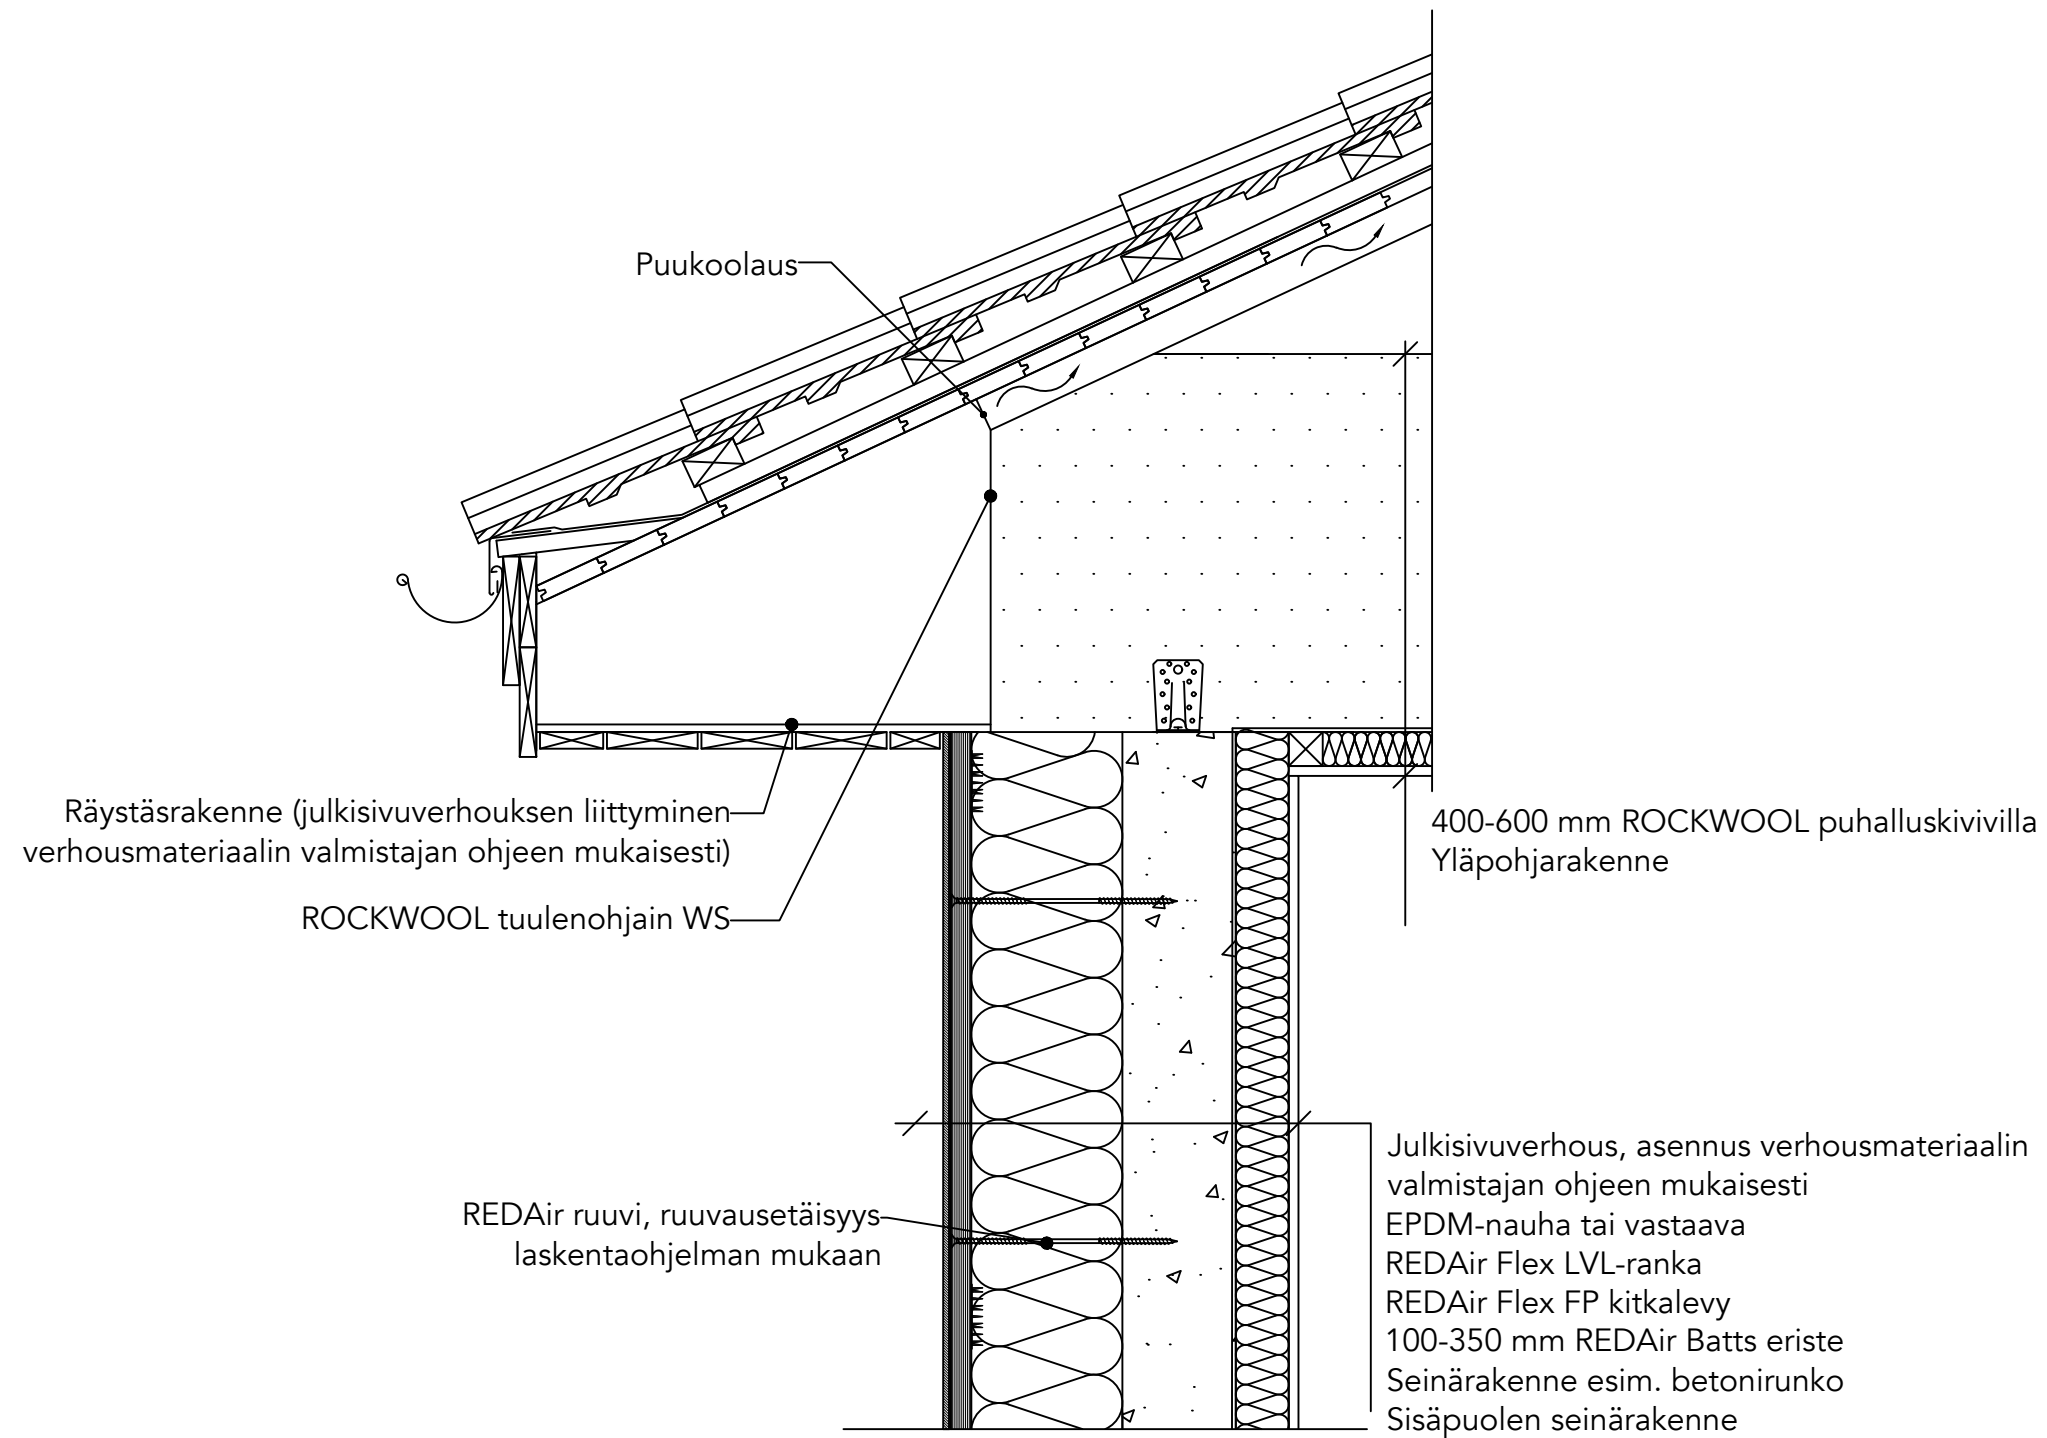 Puukoolaus
Räystäsrakenne (julkisivuverhouksen liittyminen
verhousmateriaalin valmistajan ohjeen mukaisesti)
ROCKWOOL tuulenohjain WS
400-600 mm ROCKWOOL puhalluskivivilla
Yläpohjarakenne
REDAir ruuvi, ruuvausetäisyys
laskentaohjelman mukaan
Julkisivuverhous, asennus verhousmateriaalin
valmistajan ohjeen mukaisesti
EPDM-nauha tai vastaava
REDAir Flex LVL-ranka
REDAir Flex FP kitkalevy
100-350 mm REDAir Batts eriste
Seinärakenne esim. betonirunko
Sisäpuolen seinärakenne